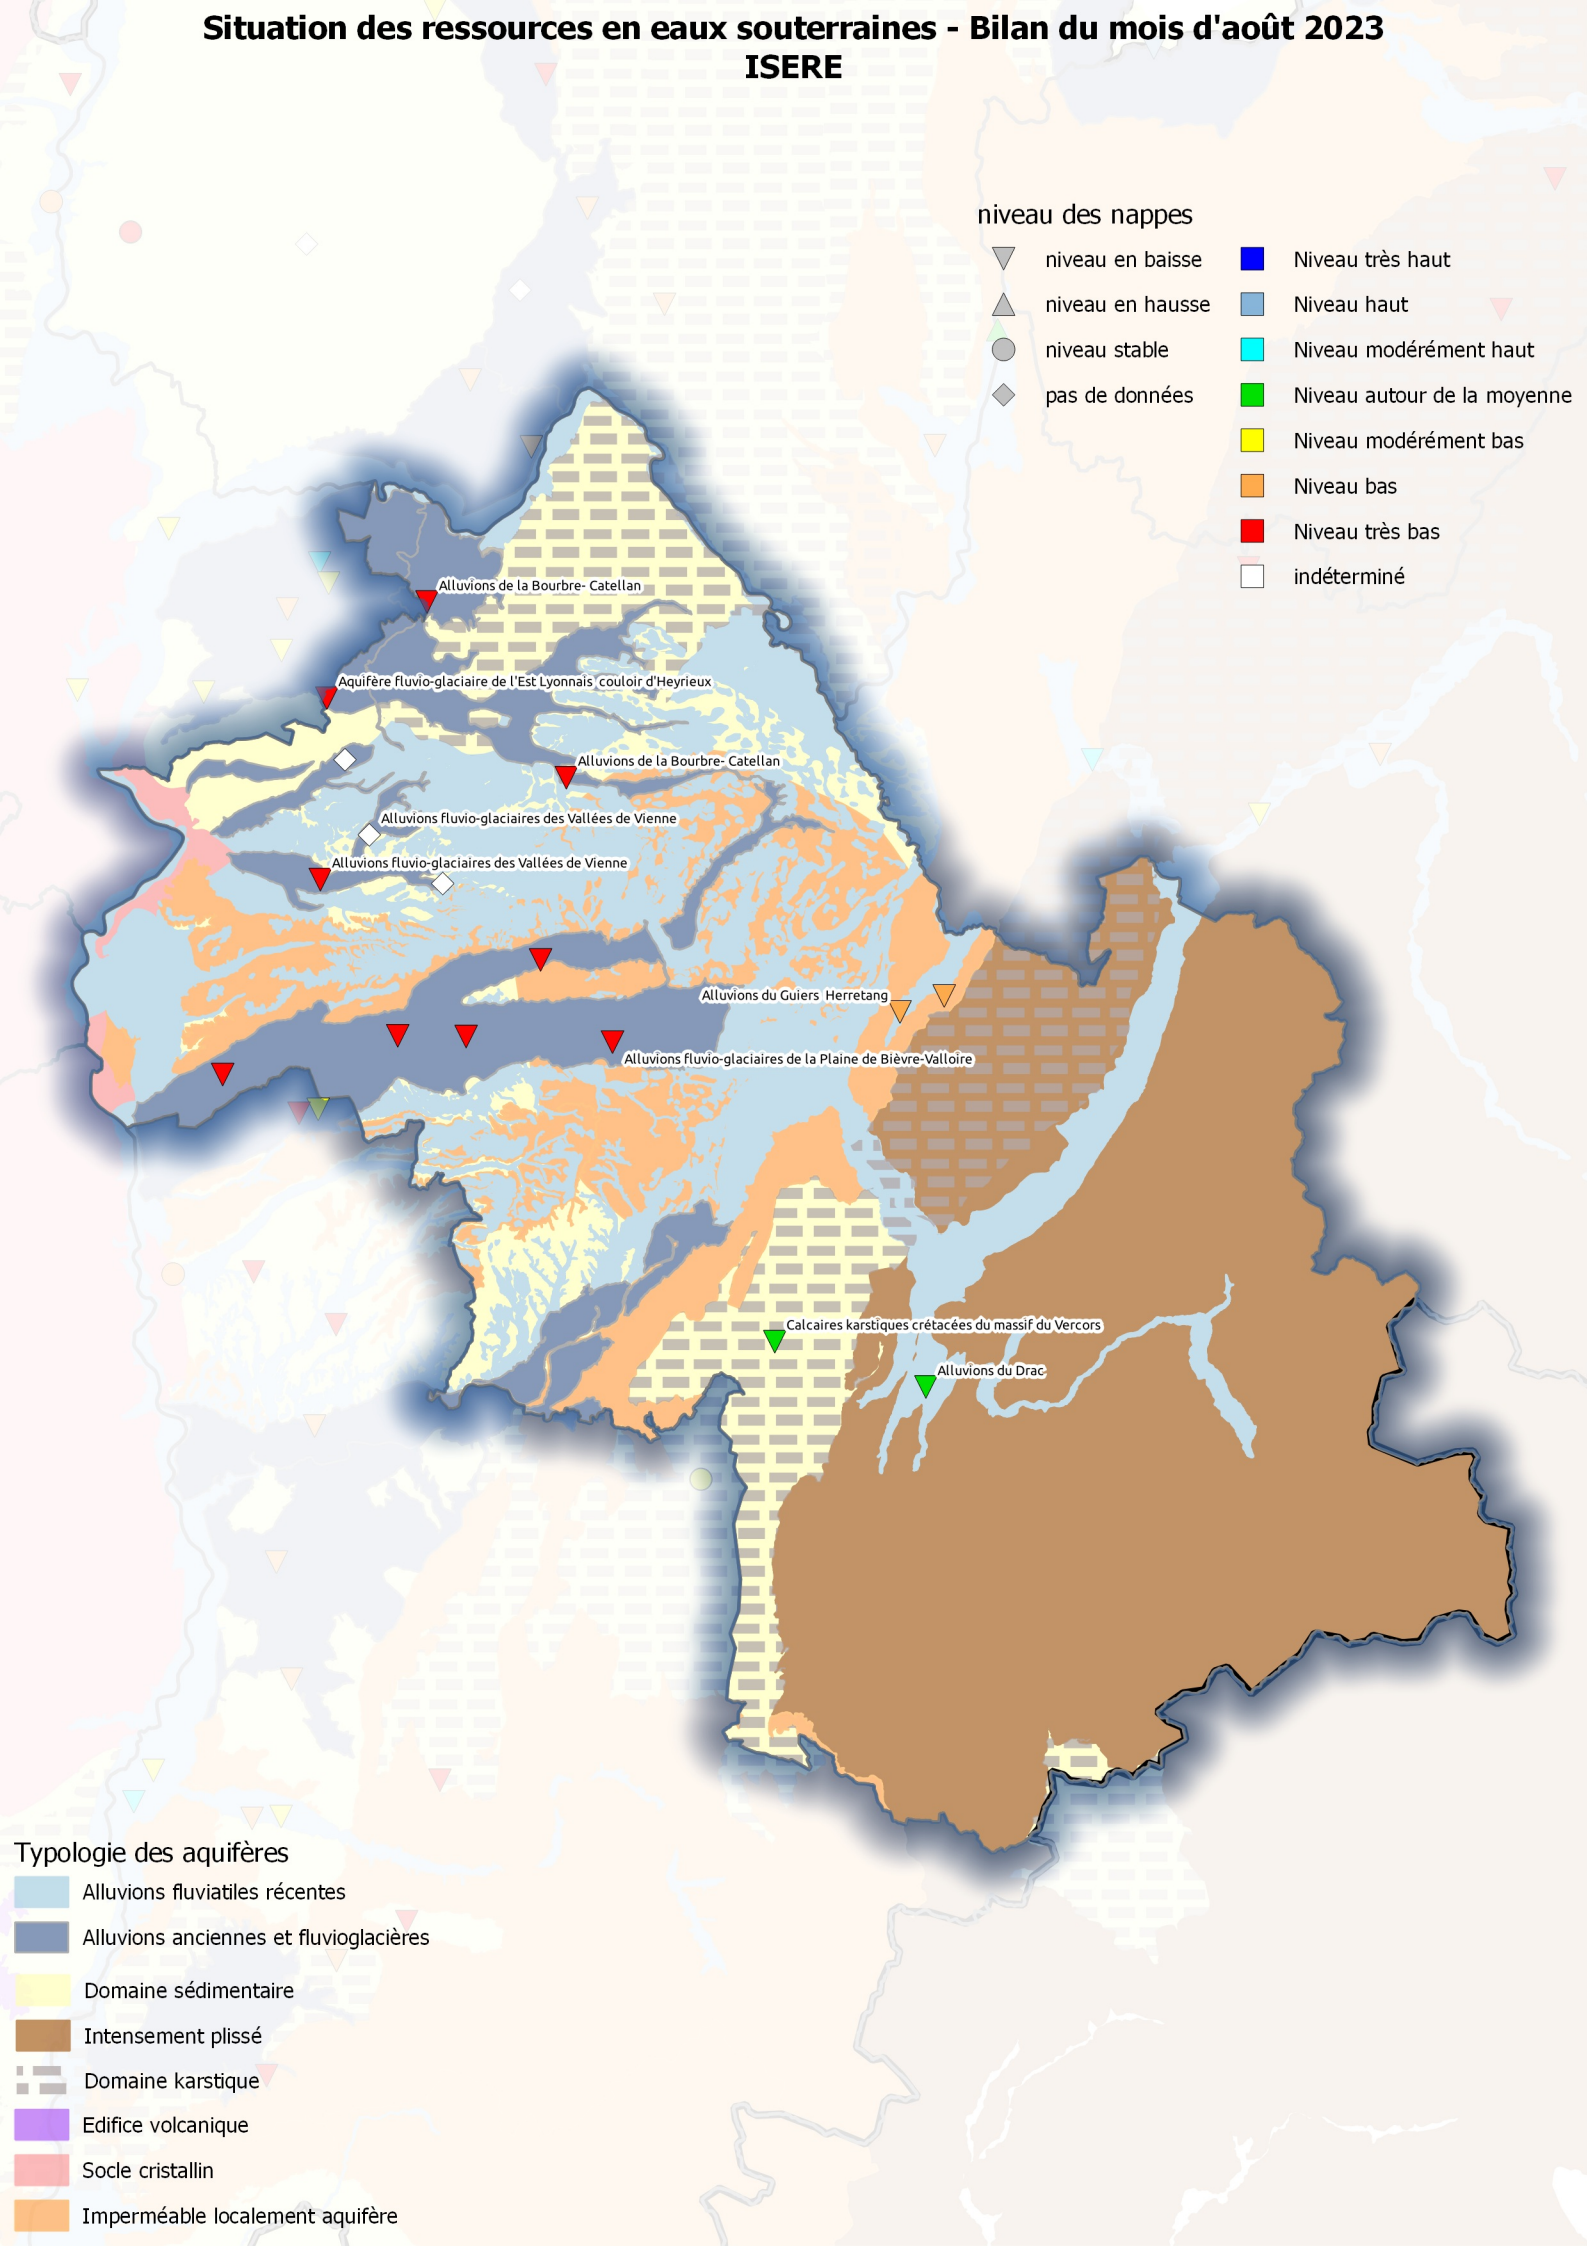 Situation des ressources en eaux souterraines - Bilan du mois d'août 2023
ISERE
niveau des nappes
niveau en baisse
Niveau très haut
niveau en hausse
Niveau haut
niveau stable
Niveau modérément haut
pas de données
Niveau autour de la moyenne
Niveau modérément bas
Niveau bas
Niveau très bas
indéterminé
Alluvions de la Bourbre- Catellan
Aquifère fluvio-glaciaire de l'Est Lyonnais  couloir d'Heyrieux
Alluvions de la Bourbre- Catellan
Alluvions fluvio-glaciaires des Vallées de Vienne
Alluvions fluvio-glaciaires des Vallées de Vienne
Alluvions du Guiers  Herretang
Alluvions fluvio-glaciaires de la Plaine de Bièvre-Valloire
Calcaires karstiques crétacées du massif du Vercors
Alluvions du Drac
Typologie des aquifères
Alluvions fluviatiles récentes
Alluvions anciennes et fluvioglacières
Domaine sédimentaire
Intensement plissé
Domaine karstique
Edifice volcanique
Socle cristallin
Imperméable localement aquifère